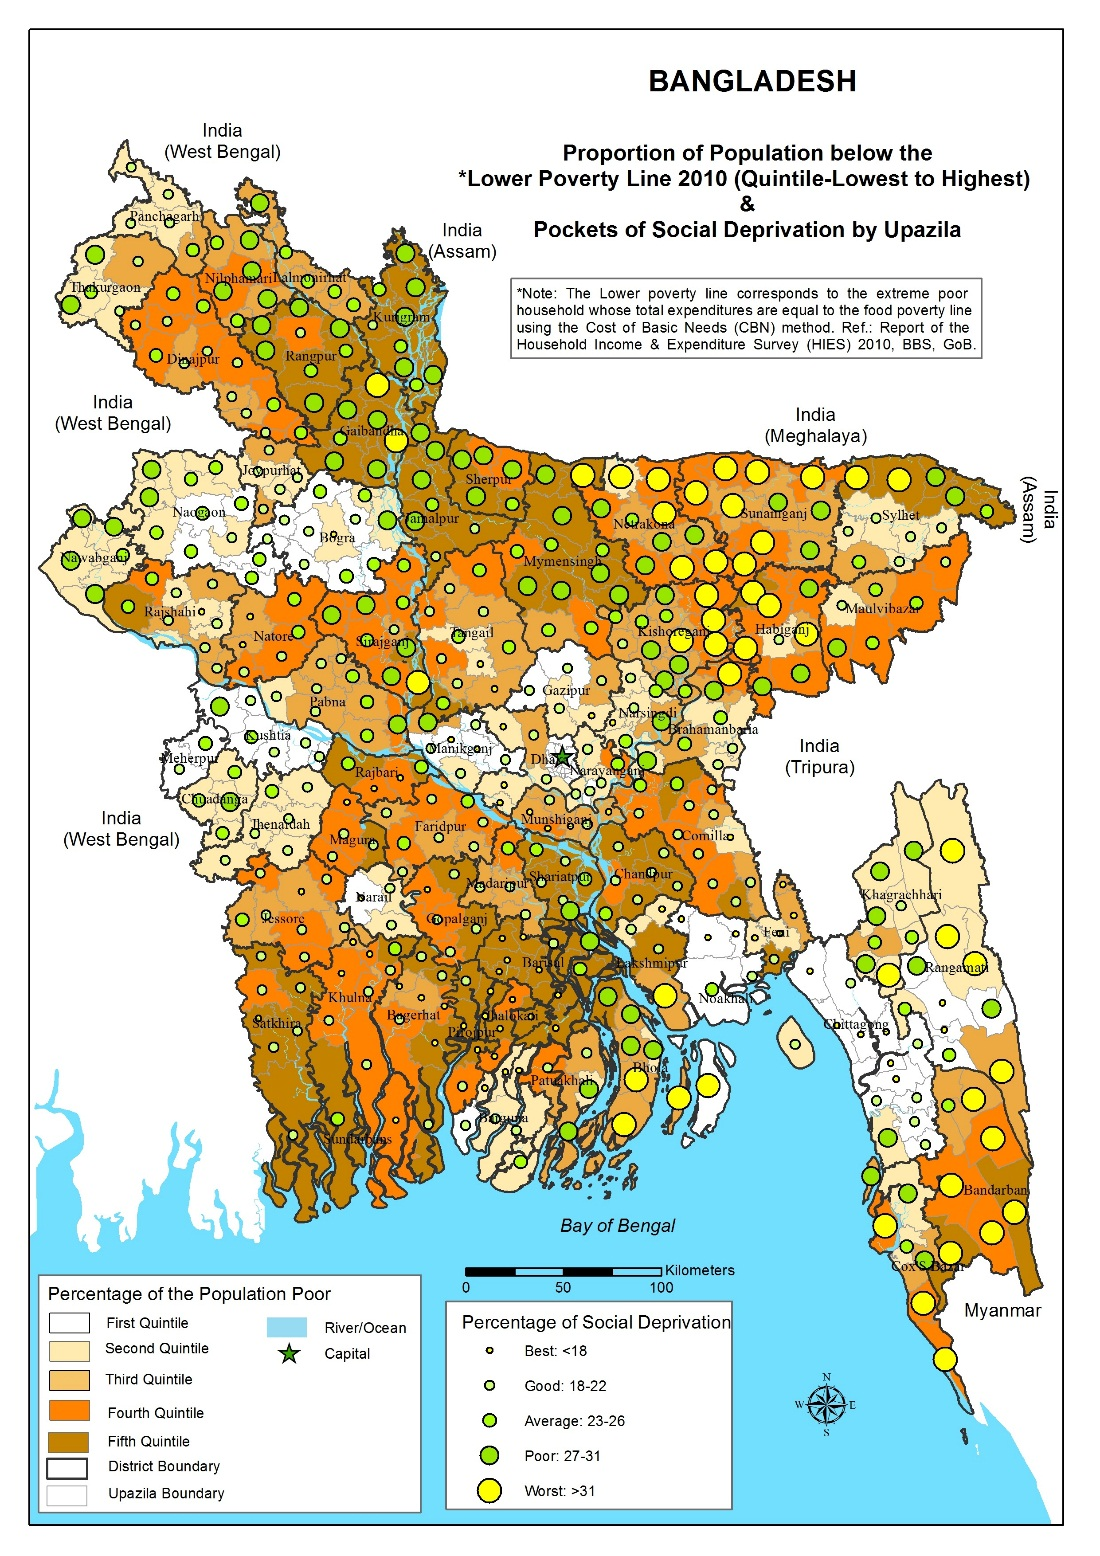 BANGLADESH
Proportion of Population below the
*Lower Poverty Line 2010 (Quintile-Lowest to Highest)
&
Pockets of Social Deprivation by Upazila
*Note: The Lower poverty line corresponds to the extreme poor
household whose total expenditures are equal to the food poverty line
using the Cost of Basic Needs (CBN) method. Ref.: Report of the
Household Income & Expenditure Survey (HIES) 2010, BBS, GoB.
India
(West Bengal)
India
(Assam)
India
(West Bengal)
India
(Meghalaya)
India
(Assam)
India
(Tripura)
India
(West Bengal)
Myanmar
Bay of Bengal
Panchagarh
Thakurgaon
Nilphamari
Lalmonirhat
Kurigram
Dinajpur
Rangpur
Gaibandha
Joypurhat
Sherpur
Naogaon
Bogra
Jamalpur
Netrakona
Sunamganj
Sylhet
Nawabganj
Mymensingh
Rajshahi
Natore
Sirajganj
Tangail
Kishoreganj
Habiganj
Maulvibazar
Pabna
Gazipur
Narsingdi
Brahamanbaria
Kushtia
Meherpur
Manikganj
Dhaka
Narayanganj
Rajbari
Chuadanga
Jhenaidah
Magura
Faridpur
Munshiganj
Comilla
Narail
Madaripur
Shariatpur
Chandpur
Jessore
Gopalganj
Feni
Khagrachhari
Barisal
Lakshmipur
Noakhali
Rangamati
Khulna
Satkhira
Bagerhat
Jhalokati
Pirojpur
Chittagong
Patuakhali
Bhola
Barguna
Sundarbans
Bandarban
Cox'S Bazar
Kilometers
0 50 100
Percentage of the Population Poor
First Quintile
Second Quintile
Third Quintile
Fourth Quintile
Fifth Quintile
District Boundary
Upazila Boundary
River/Ocean
Capital
Percentage of Social Deprivation
Best: <18
Good: 18-22
Average: 23-26
Poor: 27-31
Worst: >31
N
W E
S